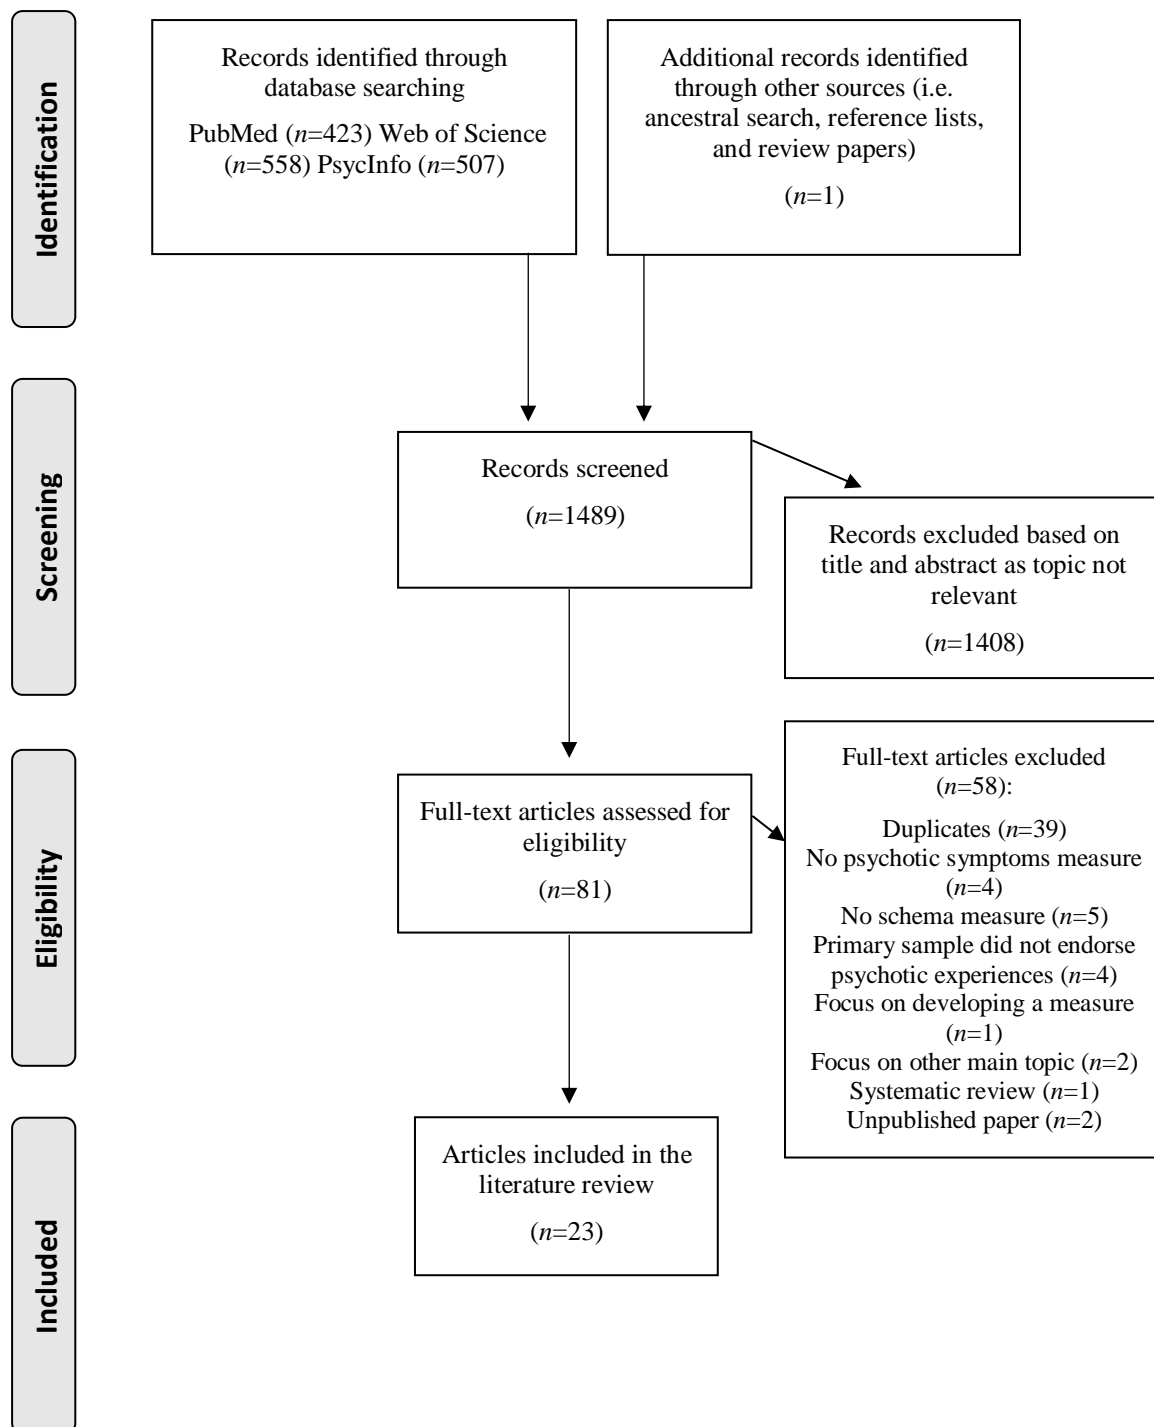 Identification
Records identified through
database searching
PubMed (n=423) Web of Science
(n=558) PsycInfo (n=507)
Additional records identified
through other sources (i.e.
ancestral search, reference lists,
and review papers)
(n=1)
Screening
Records screened
(n=1489)
Records excluded based on
title and abstract as topic not
relevant
(n=1408)
Eligibility
Full-text articles assessed for
eligibility
(n=81)
Full-text articles excluded
(n=58):
Duplicates (n=39)
No psychotic symptoms measure
(n=4)
No schema measure (n=5)
Primary sample did not endorse
psychotic experiences (n=4)
Focus on developing a measure
(n=1)
Focus on other main topic (n=2)
Systematic review (n=1)
Unpublished paper (n=2)
Included
Articles included in the
literature review
(n=23)